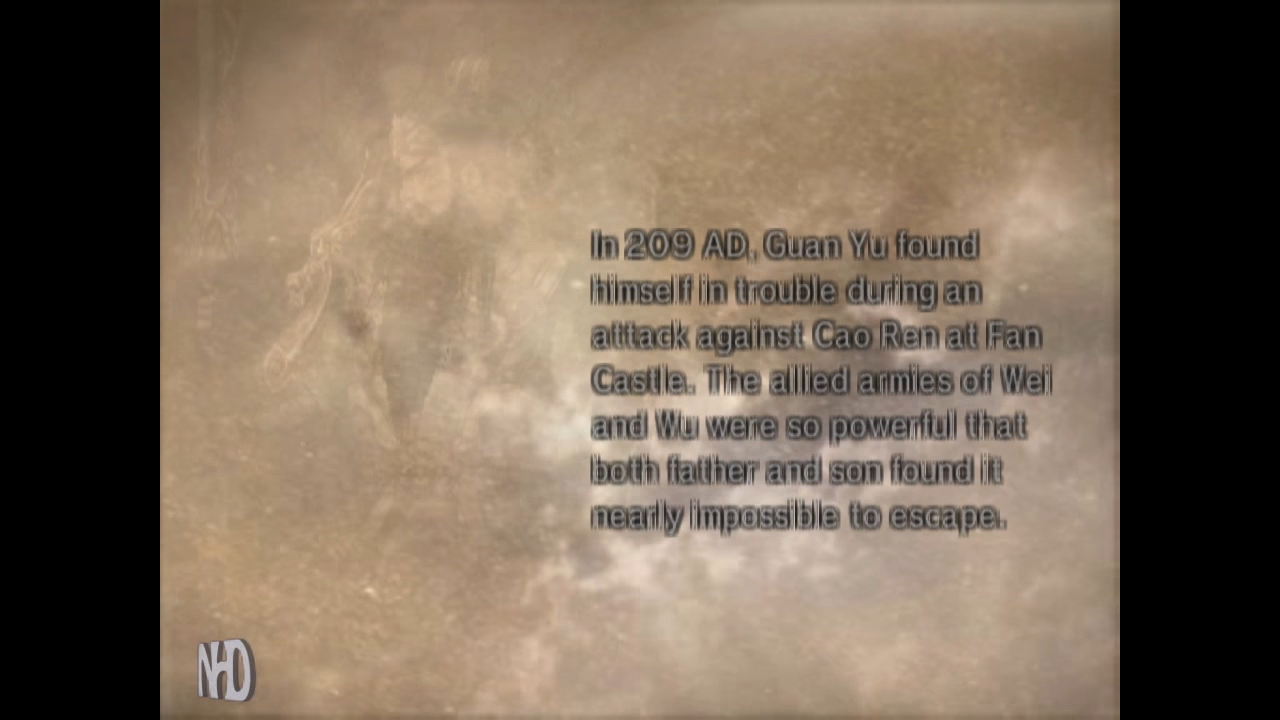 In 209 AD, Guan Yu found
himself in trouble during an
attack against Cao Ren at Fan
Castle. The allied armies of Wei
and Wu were so powerful that
both father and son found it
nearly impossible to escape.
NHD